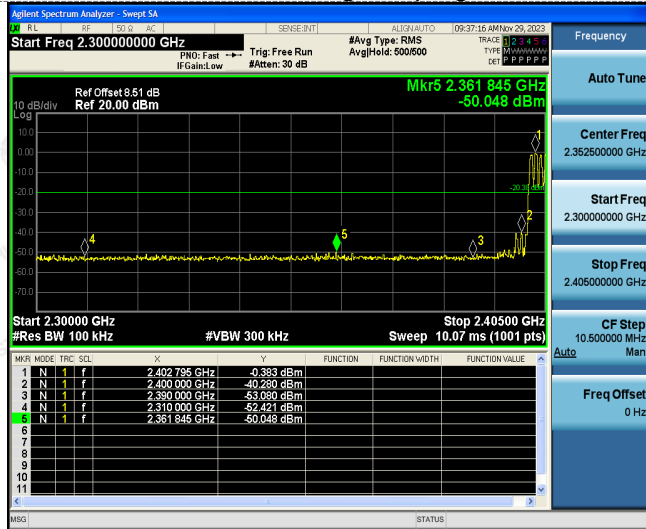 Agilent Spectrum Analyzer - Swept SA
LXI RL RF 50 Ω AC SENSE:INT ALIGNAUTO 09:37:16 AM Nov 29, 2023
Start Freq 2.300000000 GHz #Avg Type: RMS TRACE 1 2 3 4 5 6
PNO: Fast Trig: Free Run Avg|Hold: 500/500 TYPE M
IFGain:Low #Atten: 30 dB DET P P P P P P
Mkr5 2.361 845 GHz
Ref Offset 8.51 dB
10 dB/div Ref 20.00 dBm -50.048 dBm
Log
10.0
0.00
-10.0
-20.0
-30.0
-40.0
-50.0
-60.0
-70.0
1
2
3
4
5
Start 2.30000 GHz Stop 2.40500 GHz
#Res BW 100 kHz #VBW 300 kHz Sweep 10.07 ms (1001 pts)
MKR MODE TRC SCL X Y FUNCTION FUNCTION WIDTH FUNCTION VALUE
1 N 1 f 2.402 795 GHz -0.383 dBm
2 N 1 f 2.400 000 GHz -40.280 dBm
3 N 1 f 2.390 000 GHz -53.080 dBm
4 N 1 f 2.310 000 GHz -52.421 dBm
5 N 1 f 2.361 845 GHz -50.048 dBm
6
7
8
9
10
11
MSG STATUS
Frequency
Auto Tune
Center Freq
2.352500000 GHz
Start Freq
2.300000000 GHz
Stop Freq
2.405000000 GHz
CF Step
10.500000 MHz
Auto Man
Freq Offset
0 Hz